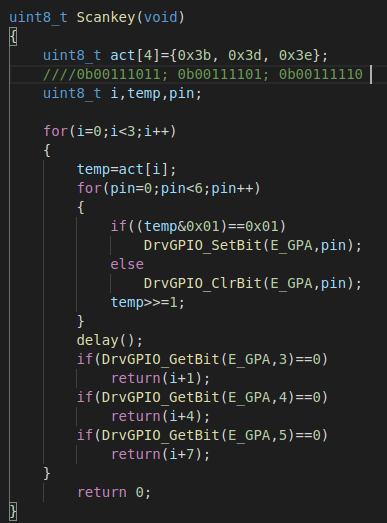 uint8_t Scankey(void)
{
    uint8_t act[4]={0x3b, 0x3d, 0x3e};
    ////0b00111011; 0b00111101; 0b00111110
    uint8_t i,temp,pin;

    for(i=0;i<3;i++)
    {
        temp=act[i];
        for(pin=0;pin<6;pin++)
        {
            if((temp&0x01)==0x01)
                DrvGPIO_SetBit(E_GPA,pin);
            else
                DrvGPIO_ClrBit(E_GPA,pin);
            temp>>=1;
        }
        delay();
        if(DrvGPIO_GetBit(E_GPA,3)==0)
            return(i+1);
        if(DrvGPIO_GetBit(E_GPA,4)==0)
            return(i+4);
        if(DrvGPIO_GetBit(E_GPA,5)==0)
            return(i+7);
    }
        return 0;
}